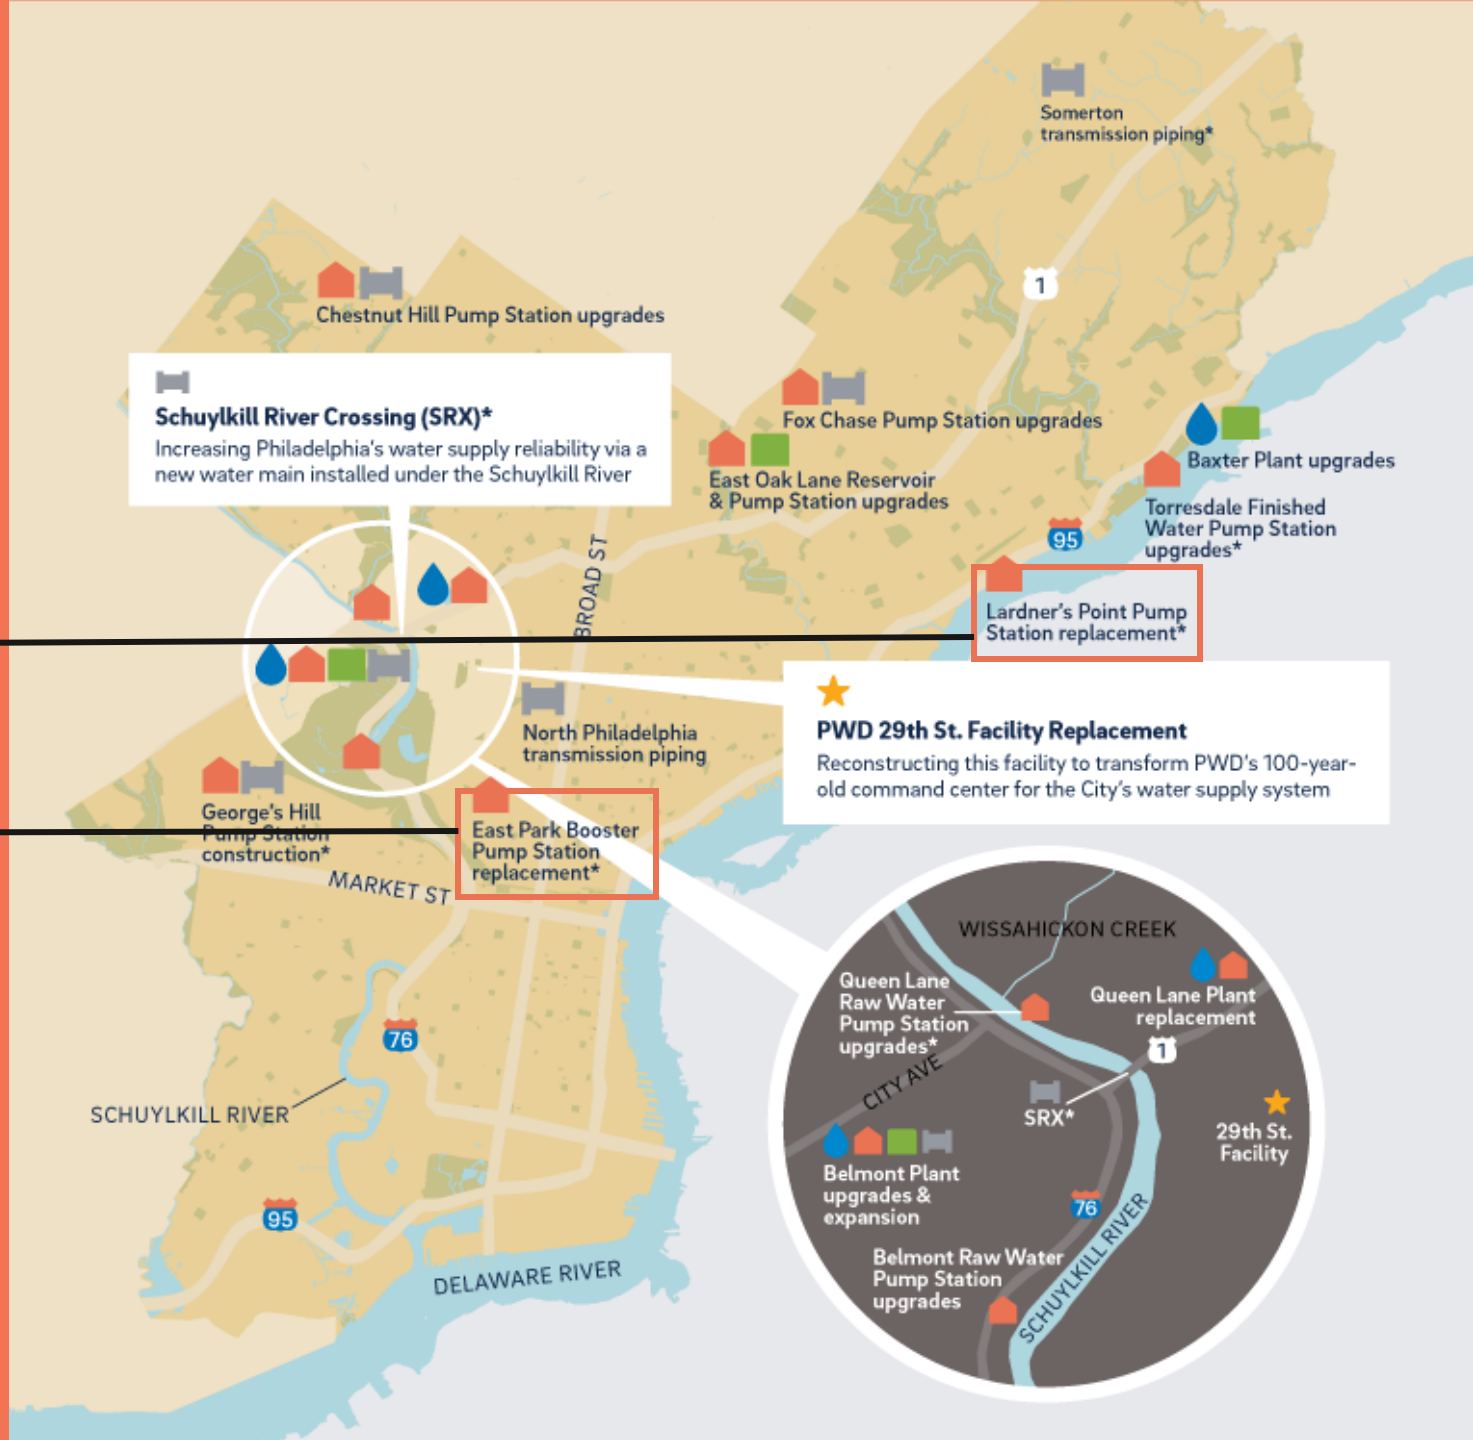 Somerton
transmission piping*
Chestnut Hill Pump Station upgrades
1
Schuylkill River Crossing (SRX)*
Increasing Philadelphia's water supply reliability via a
new water main installed under the Schuylkill River
Fox Chase Pump Station upgrades
East Oak Lane Reservoir
& Pump Station upgrades
Baxter Plant upgrades
Torresdale Finished
Water Pump Station
upgrades*
95
BROAD ST
Lardner's Point Pump
Station replacement*
North Philadelphia
transmission piping
PWD 29th St. Facility Replacement
Reconstructing this facility to transform PWD's 100-year-
old command center for the City's water supply system
George's Hill
Pump Station
construction*
East Park Booster
Pump Station
replacement*
MARKET ST
76
SCHUYLKILL RIVER
95
DELAWARE RIVER
WISSAHICKON CREEK
Queen Lane
Raw Water
Pump Station
upgrades*
Queen Lane Plant
replacement
1
CITY AVE
SRX*
29th St.
Facility
Belmont Plant
upgrades &
expansion
76
Belmont Raw Water
Pump Station
upgrades
SCHUYLKILL RIVER